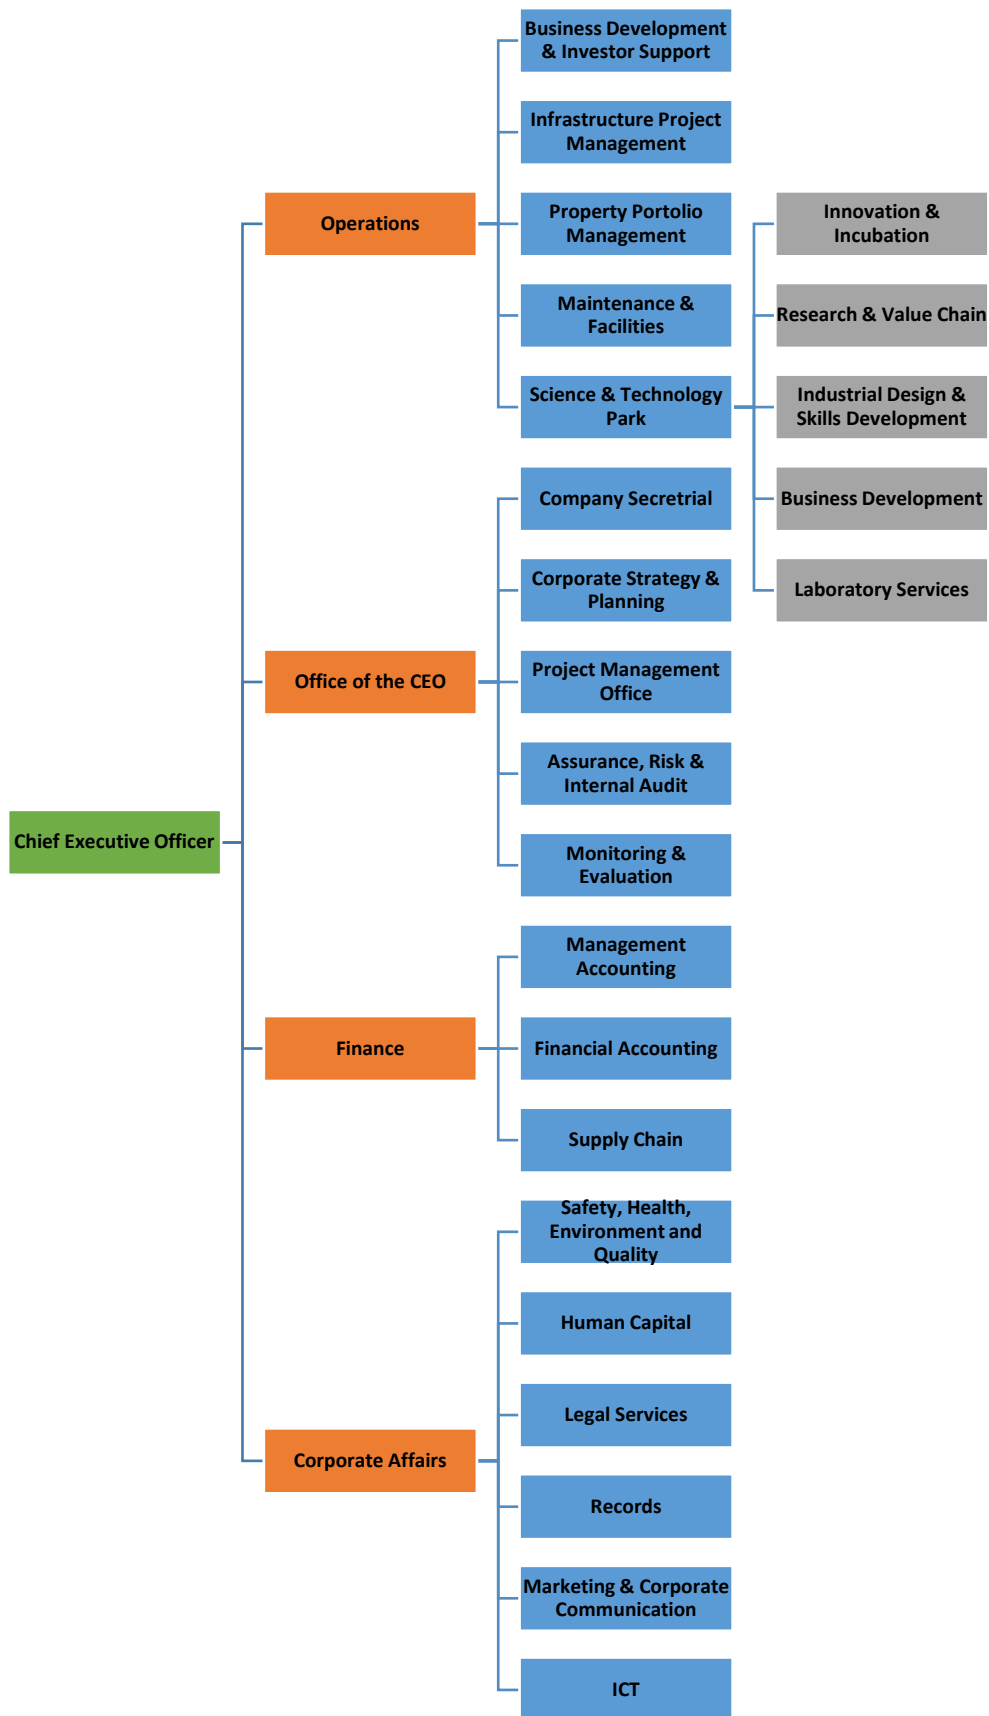 Business Development
& Investor Support
Infrastructure Project
Management
Operations
Property Portolio
Management
Innovation &
Incubation
Maintenance &
Facilities
Research & Value Chain
Science & Technology
Park
Industrial Design &
Skills Development
Company Secretrial
Business Development
Corporate Strategy &
Planning
Laboratory Services
Office of the CEO
Project Management
Office
Assurance, Risk &
Internal Audit
Chief Executive Officer
Monitoring &
Evaluation
Management
Accounting
Finance
Financial Accounting
Supply Chain
Safety, Health,
Environment and
Quality
Human Capital
Legal Services
Corporate Affairs
Records
Marketing & Corporate
Communication
ICT